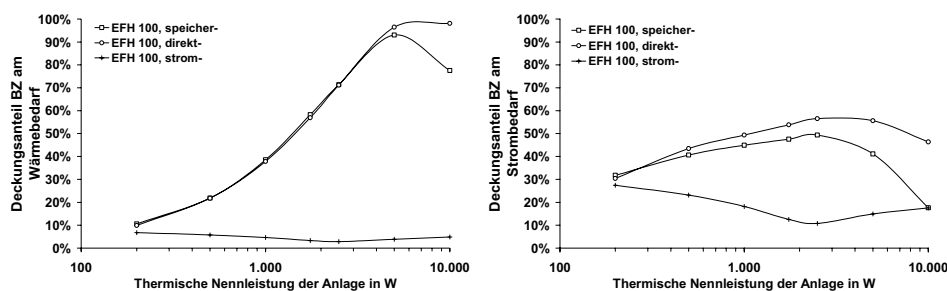 100%
90%
80%
70%
60%
50%
40%
30%
20%
10%
0%
Deckungsanteil BZ am
Wärmebedarf
EFH 100, speicher-
EFH 100, direkt-
EFH 100, strom-
100
1.000
10.000
Thermische Nennleistung der Anlage in W
100%
90%
80%
70%
60%
50%
40%
30%
20%
10%
0%
Deckungsanteil BZ am
Strombedarf
EFH 100, speicher-
EFH 100, direkt-
EFH 100, strom-
100
1.000
10.000
Thermische Nennleistung der Anlage in W